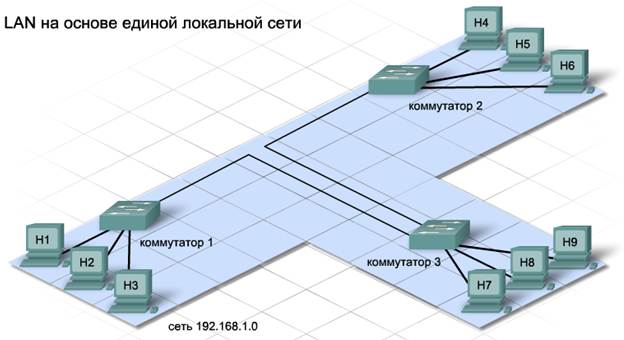 LAN на основе единой локальной сети
H4
H5
H6
коммутатор 2
H1
H2
H3
коммутатор 1
H9
H8
H7
коммутатор 3
сеть 192.168.1.0